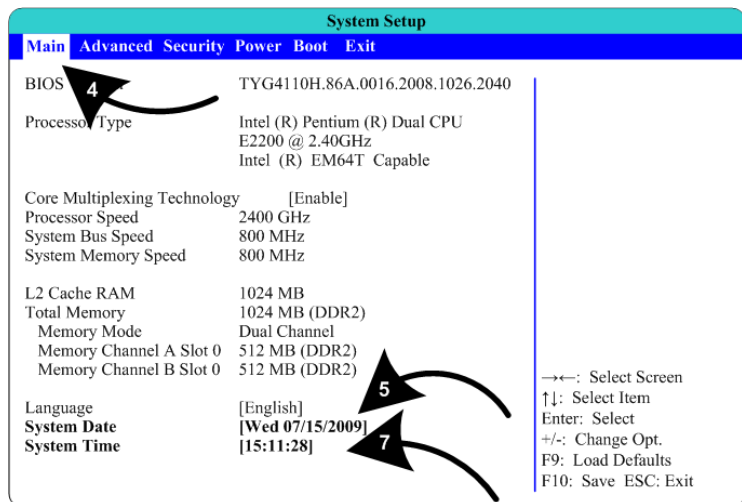 System Setup
Main Advanced Security Power Boot Exit
BIOS TYG4110H.86A.0016.2008.1026.2040
4
Processor Type Intel (R) Pentium (R) Dual CPU
E2200 @ 2.40GHz
Intel (R) EM64T Capable
Core Multiplexing Technology [Enable]
Processor Speed 2400 GHz
System Bus Speed 800 MHz
System Memory Speed 800 MHz
L2 Cache RAM 1024 MB
Total Memory 1024 MB (DDR2)
Memory Mode Dual Channel
Memory Channel A Slot 0 512 MB (DDR2)
Memory Channel B Slot 0 512 MB (DDR2)
5
Language [English]
System Date [Wed 07/15/2009]
System Time [15:11:28]
7
→←: Select Screen
↑↓: Select Item
Enter: Select
+/-: Change Opt.
F9: Load Defaults
F10: Save ESC: Exit